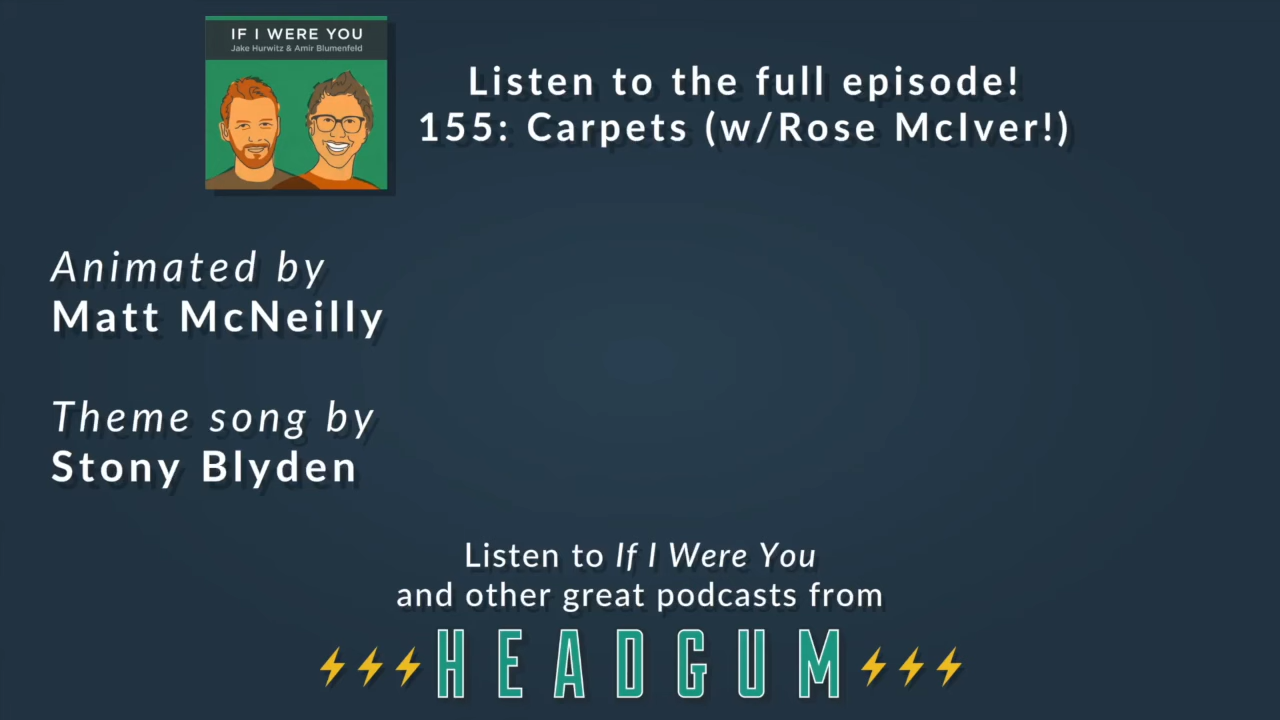 IF I WERE YOU
Jake Hurwitz & Amir Blumenfeld
Listen to the full episode!
155: Carpets (w/Rose McIver!)
Animated by
Matt McNeilly
Theme song by
Stony Blyden
Listen to If I Were You
and other great podcasts from
HEADGUM